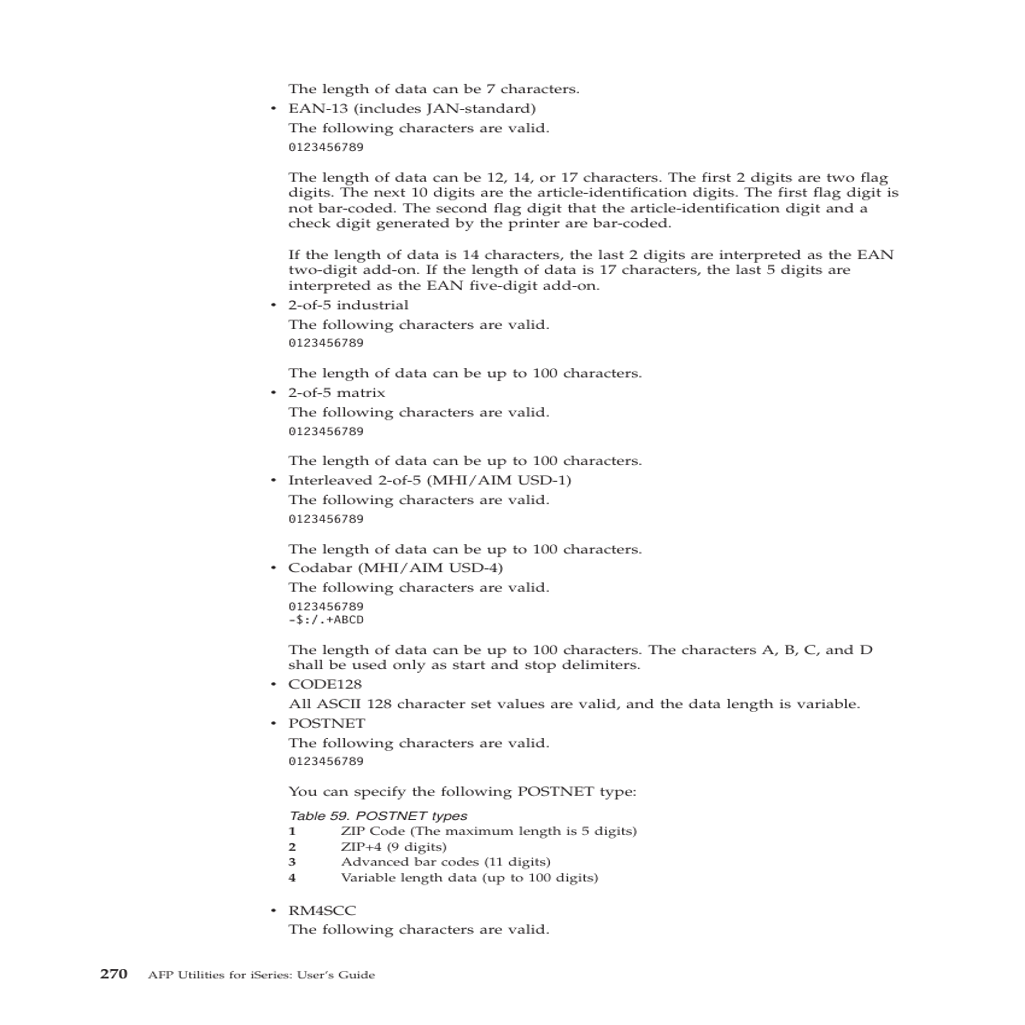 The length of data can be 7 characters.
• EAN-13 (includes JAN-standard)
The following characters are valid.
0123456789
The length of data can be 12, 14, or 17 characters. The first 2 digits are two flag
digits. The next 10 digits are the article-identification digits. The first flag digit is
not bar-coded. The second flag digit that the article-identification digit and a
check digit generated by the printer are bar-coded.
If the length of data is 14 characters, the last 2 digits are interpreted as the EAN
two-digit add-on. If the length of data is 17 characters, the last 5 digits are
interpreted as the EAN five-digit add-on.
• 2-of-5 industrial
The following characters are valid.
0123456789
The length of data can be up to 100 characters.
• 2-of-5 matrix
The following characters are valid.
0123456789
The length of data can be up to 100 characters.
• Interleaved 2-of-5 (MHI/AIM USD-1)
The following characters are valid.
0123456789
The length of data can be up to 100 characters.
• Codabar (MHI/AIM USD-4)
The following characters are valid.
0123456789
-$:/.+ABCD
The length of data can be up to 100 characters. The characters A, B, C, and D
shall be used only as start and stop delimiters.
• CODE128
All ASCII 128 character set values are valid, and the data length is variable.
• POSTNET
The following characters are valid.
0123456789
You can specify the following POSTNET type:
Table 59. POSTNET types
1 ZIP Code (The maximum length is 5 digits)
2 ZIP+4 (9 digits)
3 Advanced bar codes (11 digits)
4 Variable length data (up to 100 digits)
• RM4SCC
The following characters are valid.
270 AFP Utilities for iSeries: User's Guide